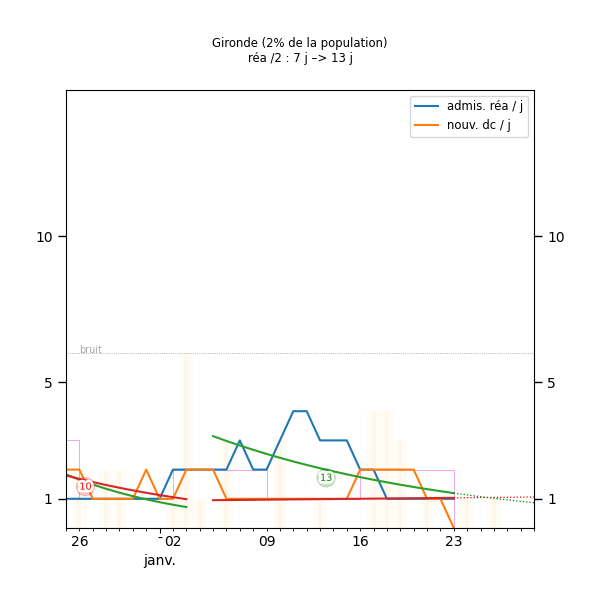 Gironde (2% de la population)
réa /2 : 7 j –> 13 j
admis. réa / j
nouv. dc / j
10
10
bruit
5
5
10
13
1
1
26
02
09
16
23
janv.